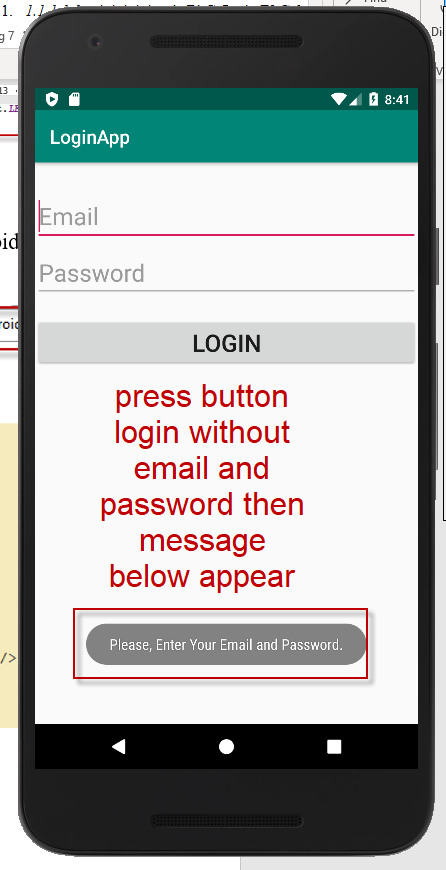 8:41
LoginApp
Email
Password
LOGIN
press button
login without
email and
password then
message
below appear
Please, Enter Your Email and Password.
/>